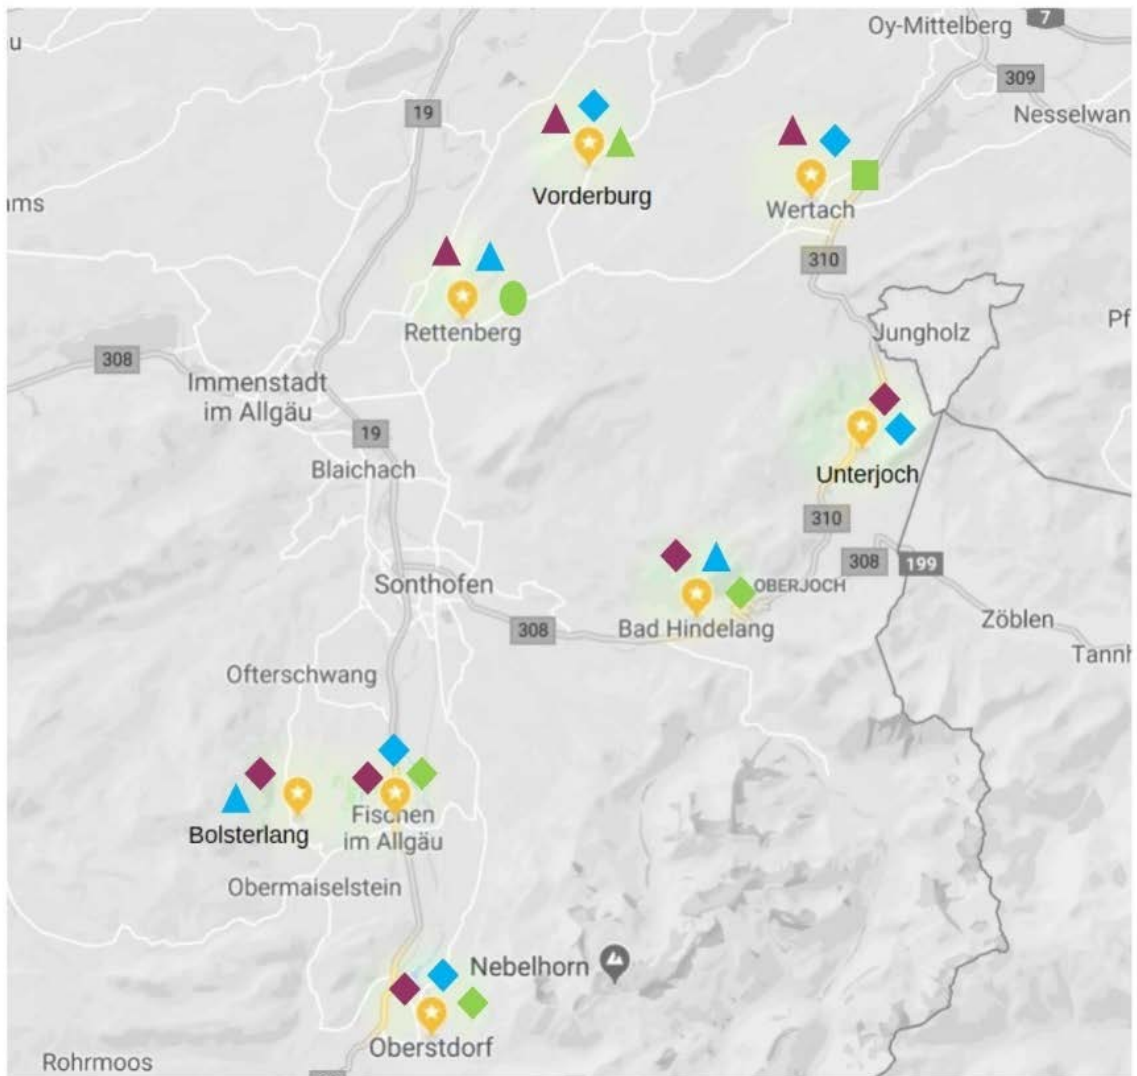 Oy-Mittelberg
7
u
309
19
Nesselwan
Vorderburg
ms
Wertach
310
Rettenberg
Jungholz
Pf
308
Immenstadt
im Allgäu
19
Blaichach
Unterjoch
310
308
199
Sonthofen
OBERJOCH
308
Bad Hindelang
Zöblen
Tannh
Ofterschwang
Bolsterlang
Fischen
im Allgäu
Obermaiselstein
Nebelhorn
Oberstdorf
Rohrmoos